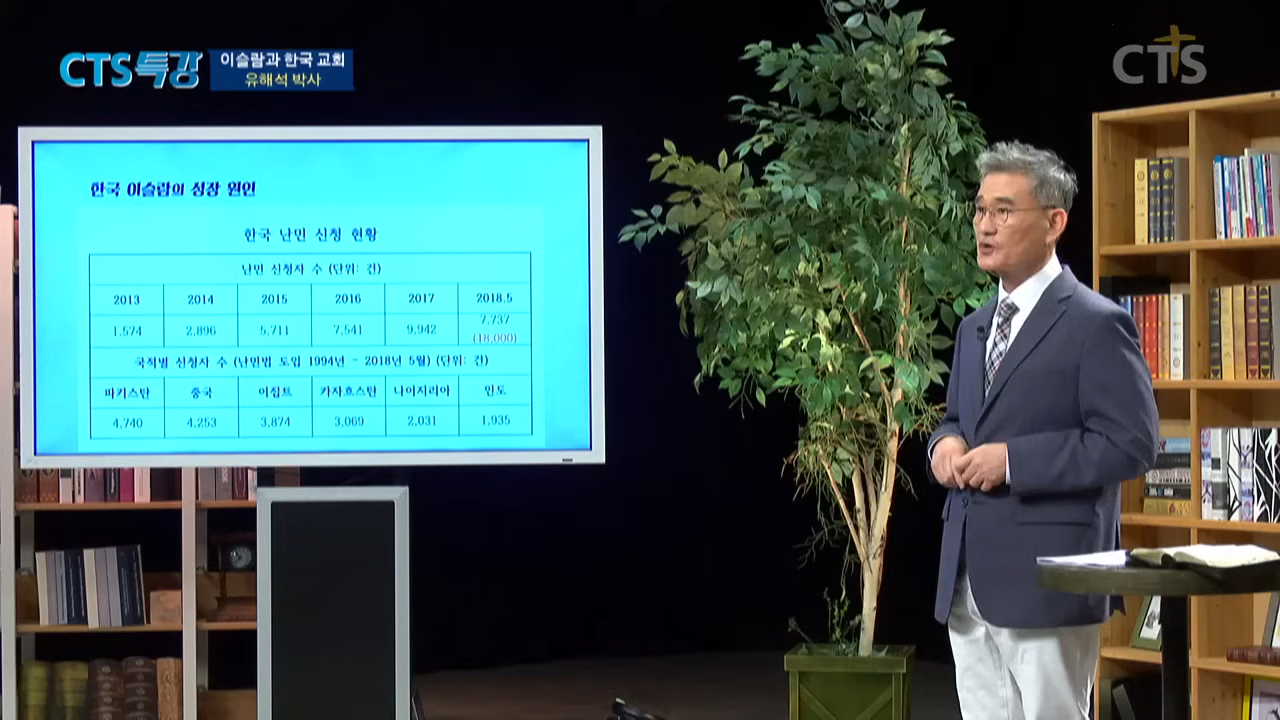 CTS특강
이슬람과 한국 교회
유해석 박사
CTS
한국 이슬람의 성장 원인
한국 난민 신청 현황
난민 신청자 수 (단위: 건)
2013 2014 2015 2016 2017 2018.5
1,574 2,896 5,711 7,541 9,942 7,737
(18,000)
국적별 신청자 수 (난민법 도입 1994년 - 2018년 5월) (단위: 건)
파키스탄 중국 이집트 카자흐스탄 나이지리아 인도
4,740 4,253 3,874 3,069 2,031 1,935